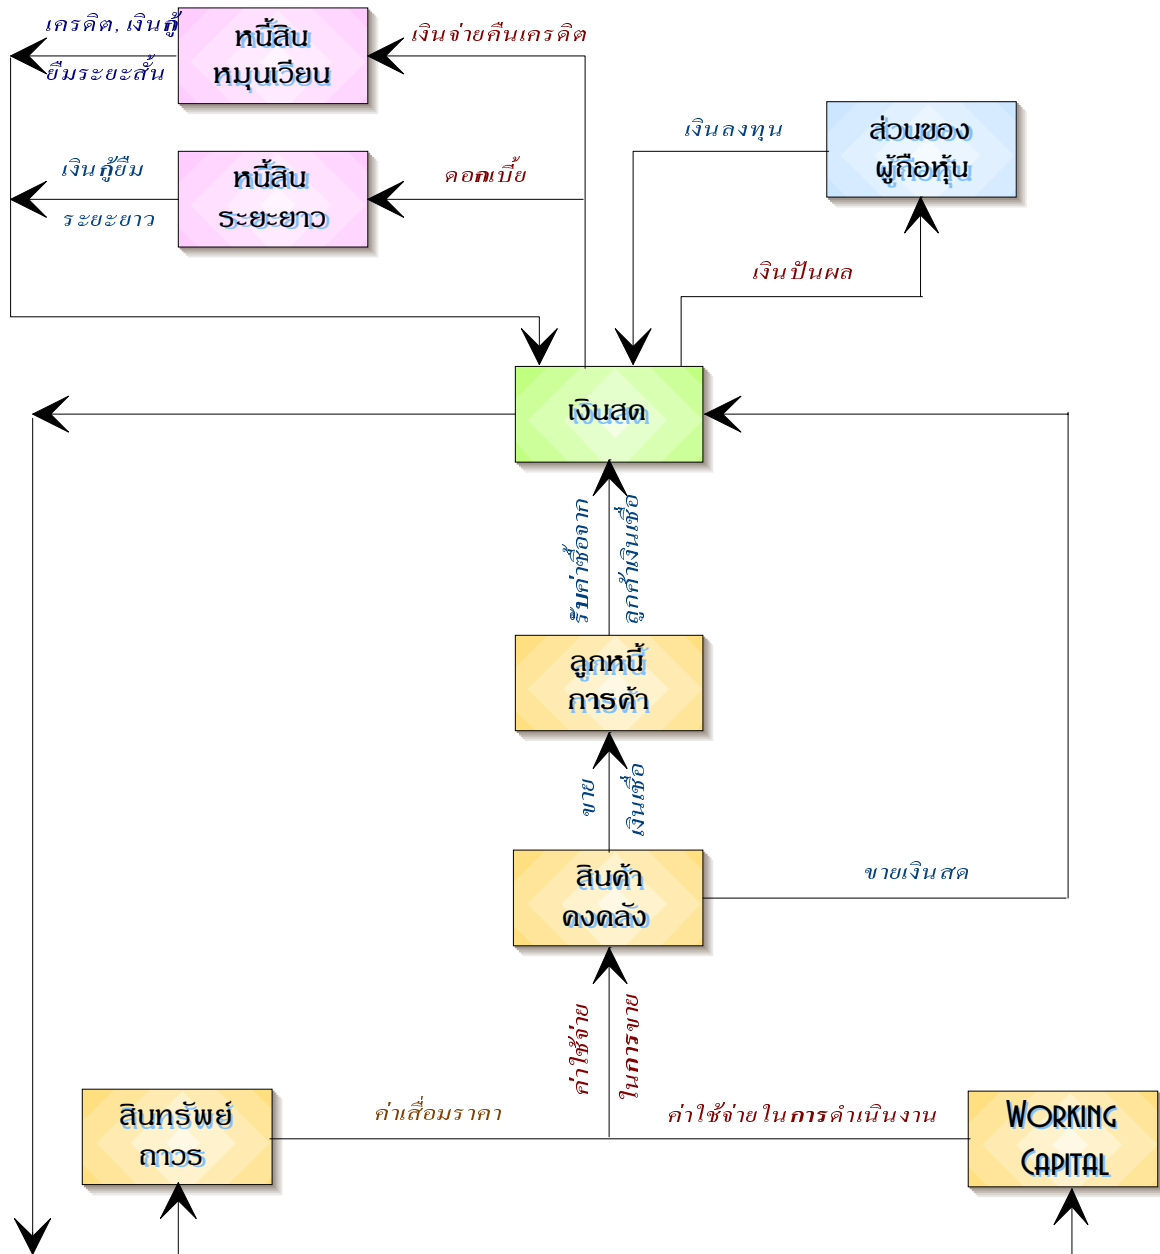 เครดิต, เงินกู้
ยืมระยะสั้น
หนี้สิน
หมุนเวียน
เงินจ่ายคืนเครดิต
เงินกู้ยืม
ระยะยาว
หนี้สิน
ระยะยาว
ดอกเบี้ย
เงินลงทุน
ส่วนของ
ผู้ถือหุ้น
เงินปันผล
เงินสด
รับค่าซื้อจาก
ลูกค้าเงินเชื่อ
ลูกหนี้
การค้า
ขาย
เงินเชื่อ
สินค้า
คงคลัง
ขายเงินสด
ค่าใช้จ่าย
ในการขาย
สินทรัพย์
ถาวร
ค่าเสื่อมราคา
ค่าใช้จ่ายในการดำเนินงาน
WORKING
CAPITAL